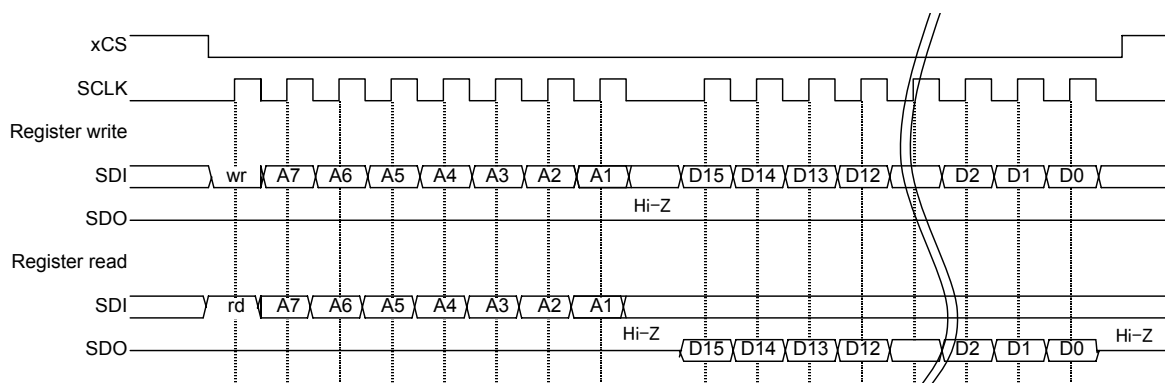 xCS
SCLK
Register write
SDI wr A7 A6 A5 A4 A3 A2 A1 D15 D14 D13 D12 D2 D1 D0
Hi−Z
SDO
Register read
SDI rd A7 A6 A5 A4 A3 A2 A1
Hi−Z Hi−Z
SDO D15 D14 D13 D12 D2 D1 D0